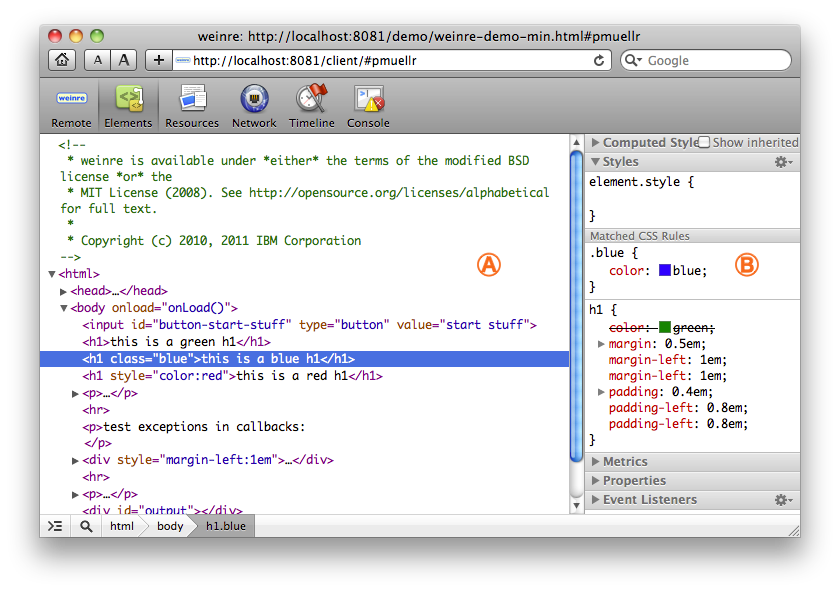 weinre: http://localhost:8081/demo/weinre-demo-min.html#pmuellr
A A + http://localhost:8081/client/#pmuellr Google
weinre
Remote Elements Resources Network Timeline Console
<!--
* weinre is available under *either* the terms of the modified BSD
license *or* the
* MIT License (2008). See http://opensource.org/licenses/alphabetical
for full text.
*
* Copyright (c) 2010, 2011 IBM Corporation
-->
<html>
<head>…</head>
<body onload="onLoad()">
<input id="button-start-stuff" type="button" value="start stuff">
<h1>this is a green h1</h1>
<h1 class="blue">this is a blue h1</h1>
<h1 style="color:red">this is a red h1</h1>
<p>…</p>
<hr>
<p>test exceptions in callbacks:
</p>
<div style="margin-left:1em">…</div>
<hr>
<p>…</p>
<div id="output"></div>
A
Computed Style Show inherited
Styles
element.style {
}
Matched CSS Rules
.blue {
color: blue;
}
B
h1 {
color: green;
margin: 0.5em;
margin-left: 1em;
margin-left: 1em;
padding: 0.4em;
padding-left: 0.8em;
padding-left: 0.8em;
}
Metrics
Properties
Event Listeners
html body h1.blue